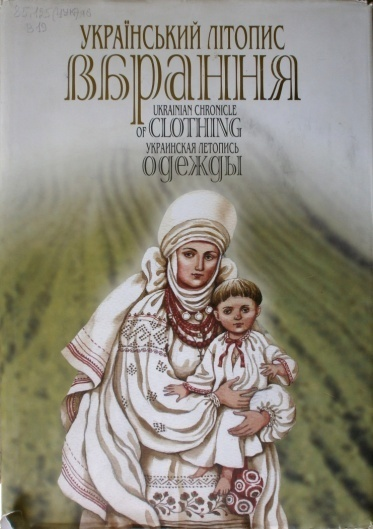 УКРАЇНСЬКИЙ ЛІТОПИС
вбрання
UKRAINIAN CHRONICLE
OF CLOTHING
УКРАИНСКАЯ ЛЕТОПИСЬ
одежды